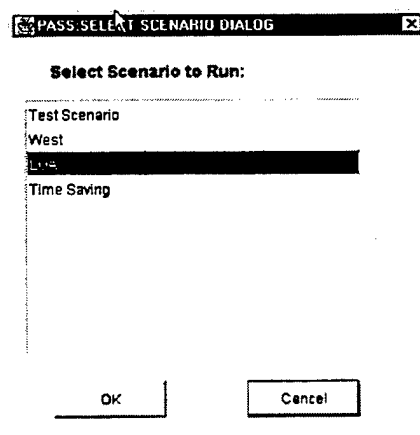 PASS:SELECT SCENARIO DIALOG
Select Scenario to Run:
Test Scenario
West
Time Saving
OK
Cancel